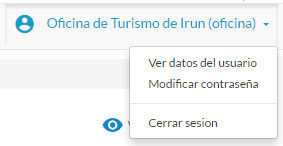 Oficina de Turismo de Irun (oficina)
Ver datos del usuario
Modificar contraseña
Cerrar sesion